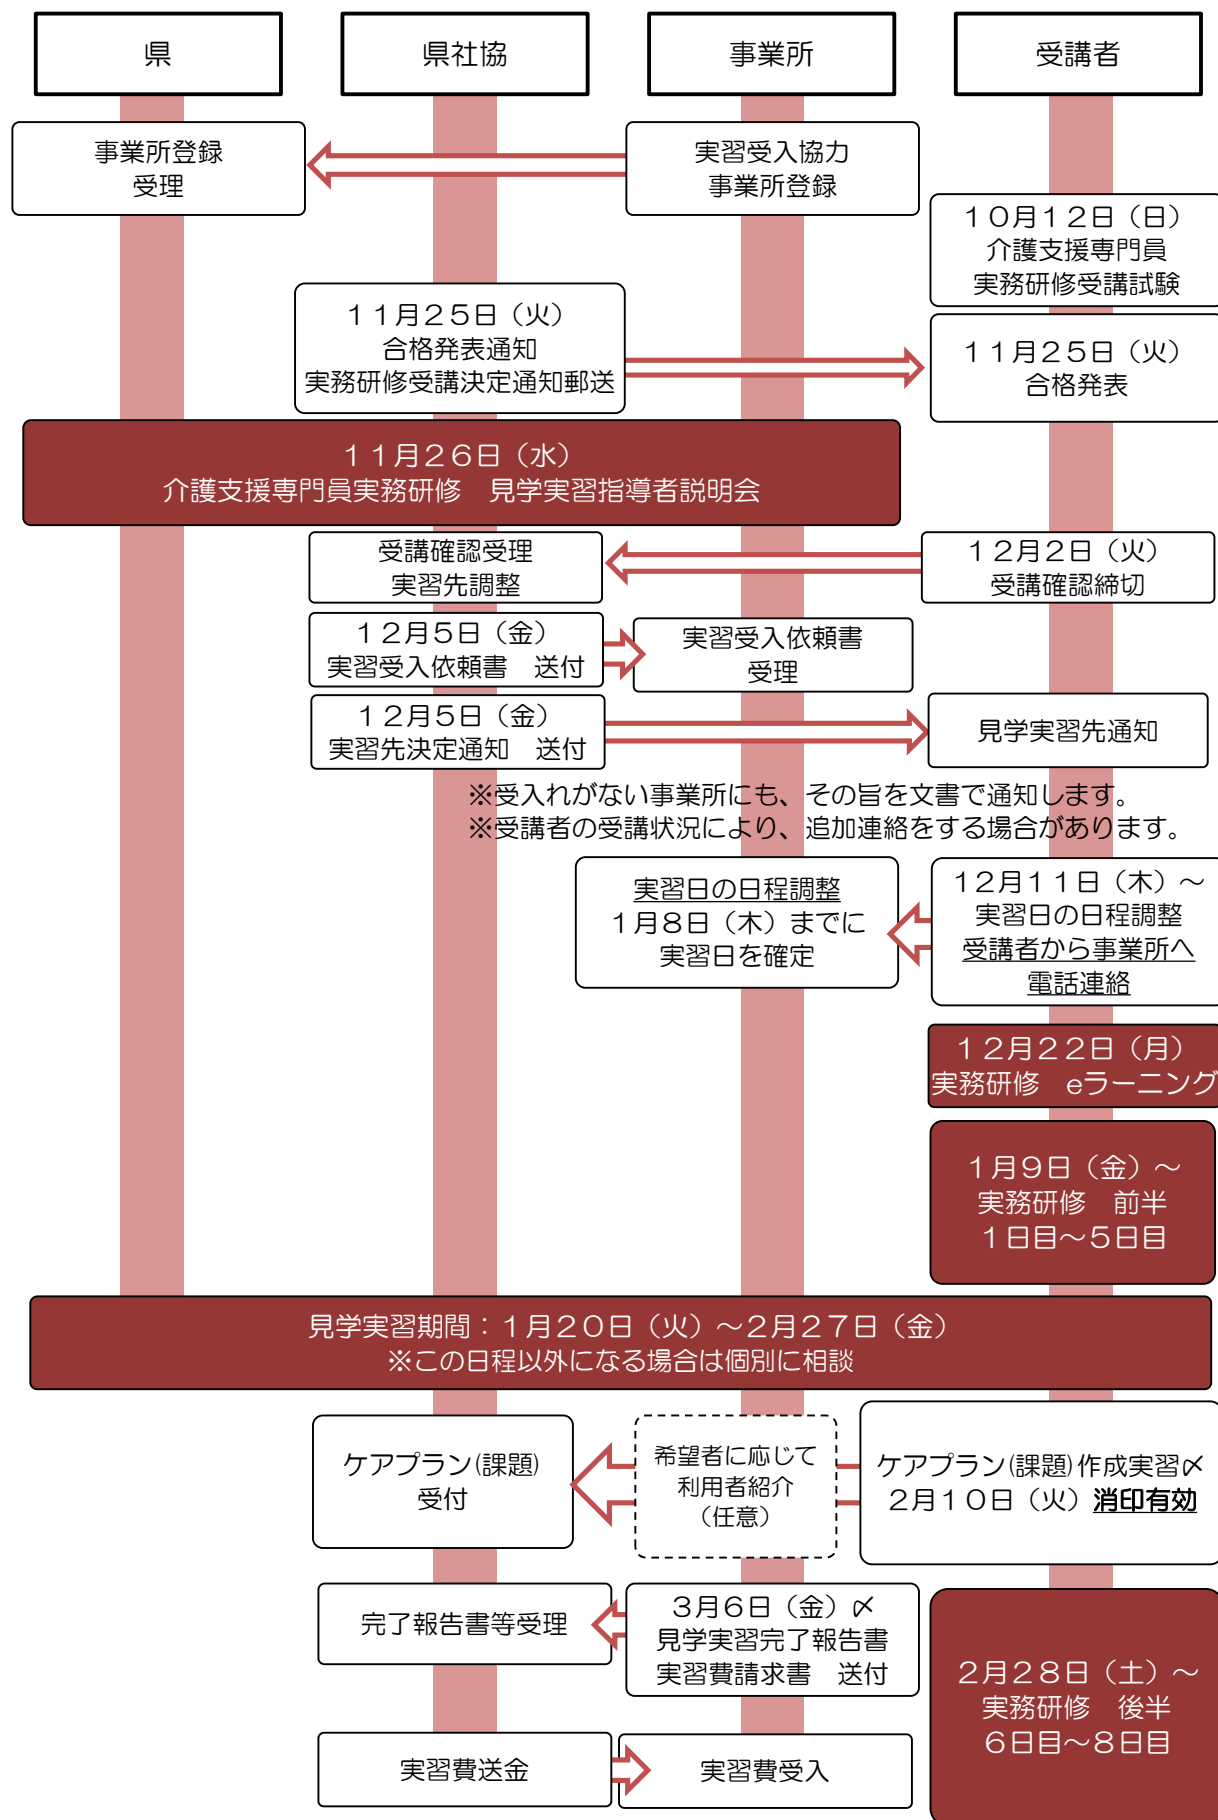 県
県社協
事業所
受講者
事業所登録
受理
実習受入協力
事業所登録
１０月１２日（日）
介護支援専門員
実務研修受講試験
１１月２５日（火）
合格発表通知
実務研修受講決定通知郵送
１１月２５日（火）
合格発表
１１月２６日（水）
介護支援専門員実務研修　見学実習指導者説明会
受講確認受理
実習先調整
１２月２日（火）
受講確認締切
１２月５日（金）
実習受入依頼書　送付
実習受入依頼書
受理
１２月５日（金）
実習先決定通知　送付
見学実習先通知
※受入れがない事業所にも、その旨を文書で通知します。
※受講者の受講状況により、追加連絡をする場合があります。
実習日の日程調整
１月８日（木）までに
実習日を確定
１２月１１日（木）～
実習日の日程調整
受講者から事業所へ
電話連絡
１２月２２日（月）
実務研修　eラーニング
１月９日（金）～
実務研修　前半
１日目～５日目
見学実習期間：１月２０日（火）～２月２７日（金）
※この日程以外になる場合は個別に相談
ケアプラン(課題)
受付
希望者に応じて
利用者紹介
（任意）
ケアプラン(課題)作成実習〆
２月１０日（火）消印有効
完了報告書等受理
３月６日（金）〆
見学実習完了報告書
実習費請求書　送付
２月２８日（土）～
実務研修　後半
６日目～８日目
実習費送金
実習費受入